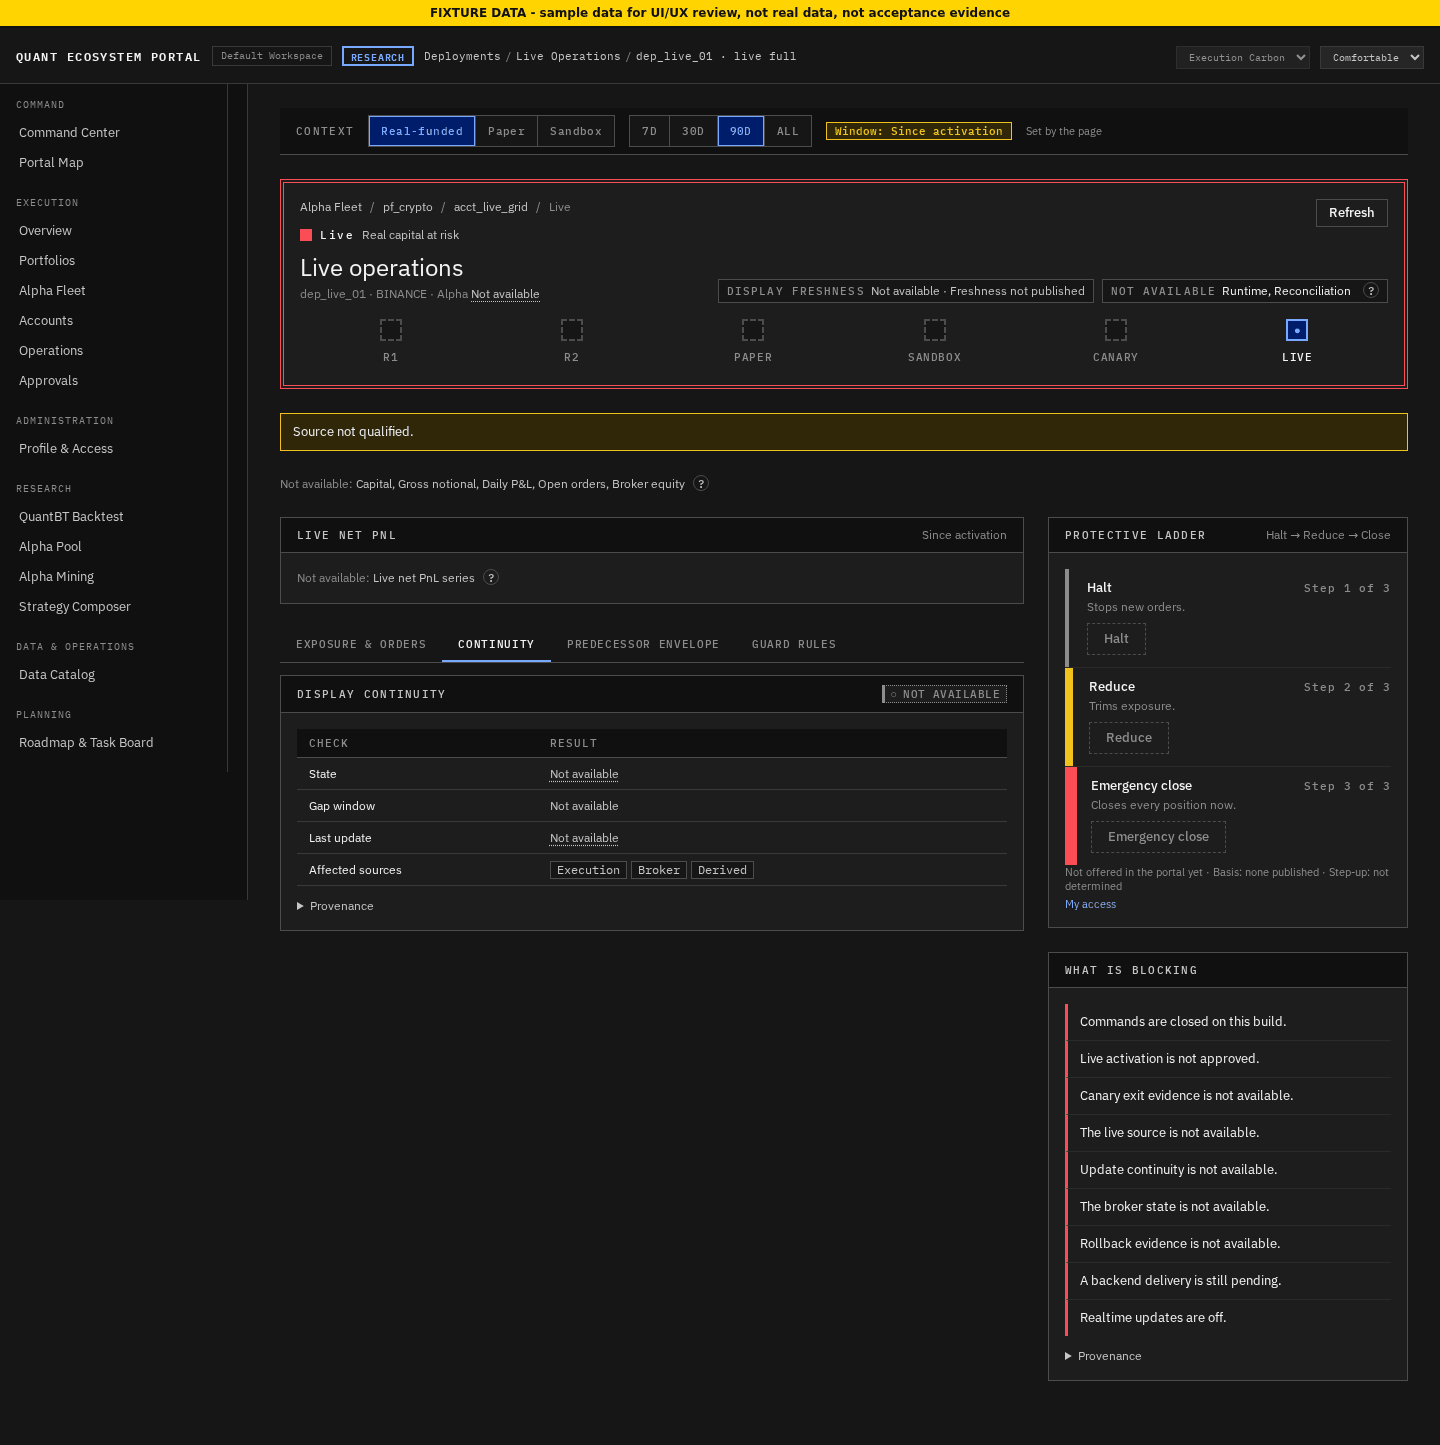 FIXTURE DATA - sample data for UI/UX review, not real data, not acceptance evidence
QUANT ECOSYSTEM PORTAL
Default Workspace
RESEARCH
Deployments / Live Operations / dep_live_01 · live full
Execution Carbon
Comfortable
COMMAND
Command Center
Portal Map
EXECUTION
Overview
Portfolios
Alpha Fleet
Accounts
Operations
Approvals
ADMINISTRATION
Profile & Access
RESEARCH
QuantBT Backtest
Alpha Pool
Alpha Mining
Strategy Composer
DATA & OPERATIONS
Data Catalog
PLANNING
Roadmap & Task Board
CONTEXT
Real-funded
Paper
Sandbox
7D
30D
90D
ALL
Window: Since activation
Set by the page
Alpha Fleet / pf_crypto / acct_live_grid / Live
Refresh
Live Real capital at risk
Live operations
dep_live_01 · BINANCE · Alpha Not available
DISPLAY FRESHNESS Not available · Freshness not published
NOT AVAILABLE Runtime, Reconciliation ?
R1
R2
PAPER
SANDBOX
CANARY
LIVE
Source not qualified.
Not available: Capital, Gross notional, Daily P&L, Open orders, Broker equity ?
LIVE NET PNL
Since activation
Not available: Live net PnL series ?
EXPOSURE & ORDERS
CONTINUITY
PREDECESSOR ENVELOPE
GUARD RULES
DISPLAY CONTINUITY
○ NOT AVAILABLE
CHECK RESULT
State Not available
Gap window Not available
Last update Not available
Affected sources Execution Broker Derived
▶ Provenance
PROTECTIVE LADDER
Halt → Reduce → Close
Halt
Step 1 of 3
Stops new orders.
Halt
Reduce
Step 2 of 3
Trims exposure.
Reduce
Emergency close
Step 3 of 3
Closes every position now.
Emergency close
Not offered in the portal yet · Basis: none published · Step-up: not
determined
My access
WHAT IS BLOCKING
Commands are closed on this build.
Live activation is not approved.
Canary exit evidence is not available.
The live source is not available.
Update continuity is not available.
The broker state is not available.
Rollback evidence is not available.
A backend delivery is still pending.
Realtime updates are off.
▶ Provenance